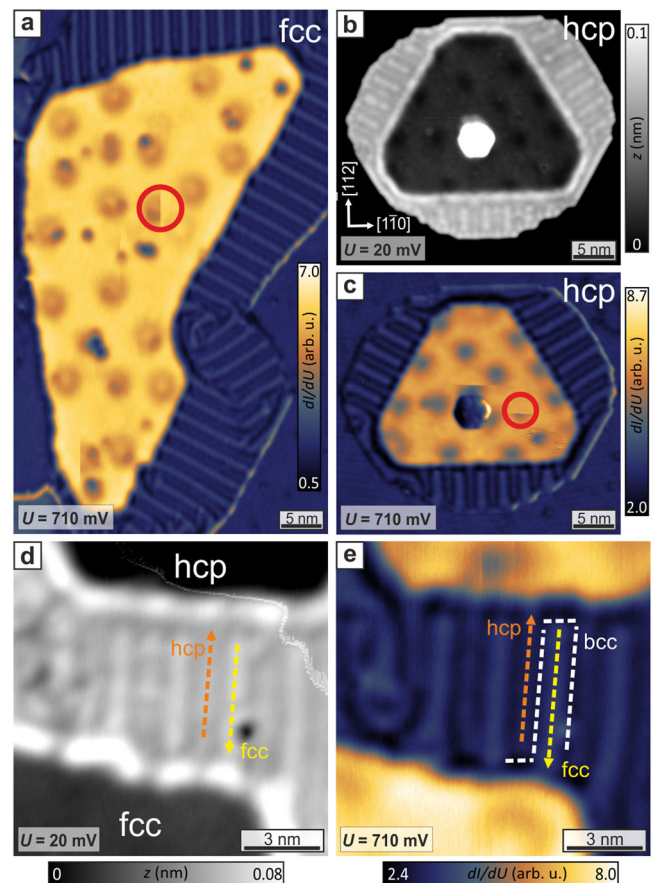 a
fcc
7.0
dI/dU (arb. u.)
0.5
U = 710 mV
5 nm
b
hcp
0.1
z (nm)
0
[112]
[11̄0]
U = 20 mV
5 nm
c
hcp
8.7
dI/dU (arb. u.)
2.0
U = 710 mV
5 nm
d
hcp
hcp
fcc
fcc
U = 20 mV
3 nm
0 z (nm) 0.08
e
hcp
bcc
fcc
U = 710 mV
3 nm
2.4 dI/dU (arb. u.) 8.0